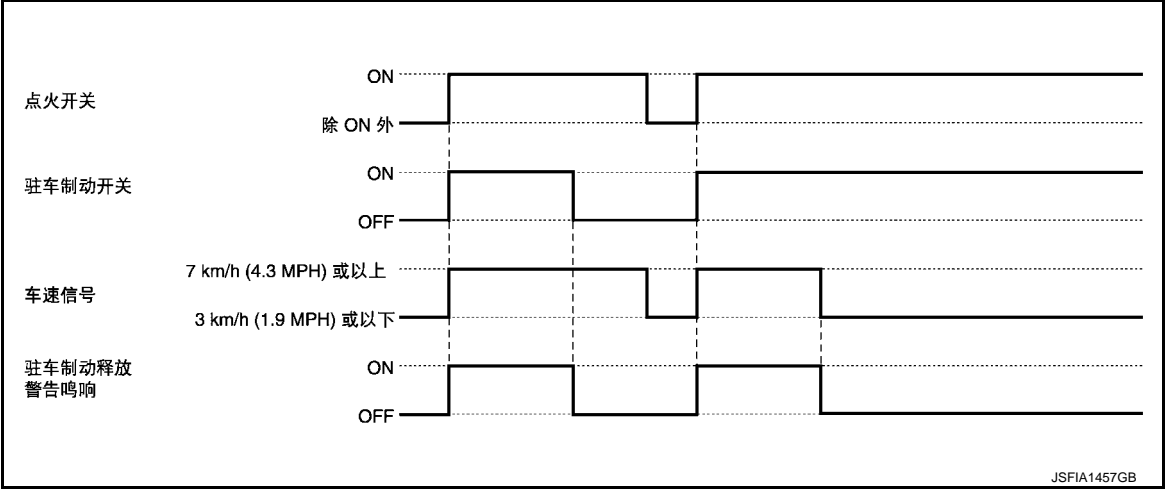 ON
点火开关
除 ON 外
ON
驻车制动开关
OFF
7 km/h (4.3 MPH) 或以上
车速信号
3 km/h (1.9 MPH) 或以下
驻车制动释放
警告鸣响
ON
OFF
JSFIA1457GB